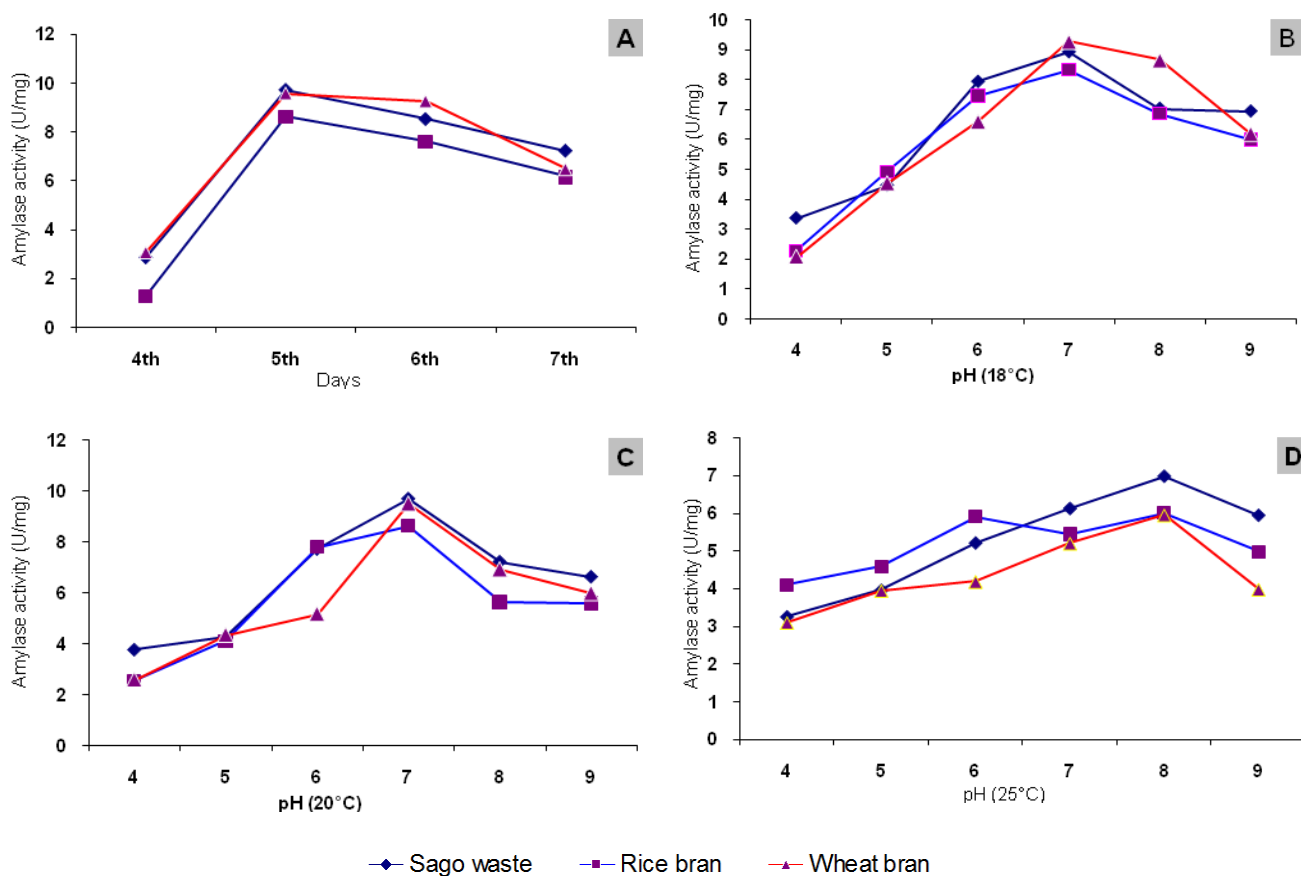 A
Amylase activity (U/mg)
12
10
8
6
4
2
0
4th 5th 6th 7th
Days
B
Amylase activity (U/mg)
10
9
8
7
6
5
4
3
2
1
0
4 5 6 7 8 9
pH (18°C)
C
Amylase activity (U/mg)
12
10
8
6
4
2
0
4 5 6 7 8 9
pH (20°C)
D
Amylase activity (U/mg)
8
7
6
5
4
3
2
1
0
4 5 6 7 8 9
pH (25°C)
Sago waste Rice bran Wheat bran